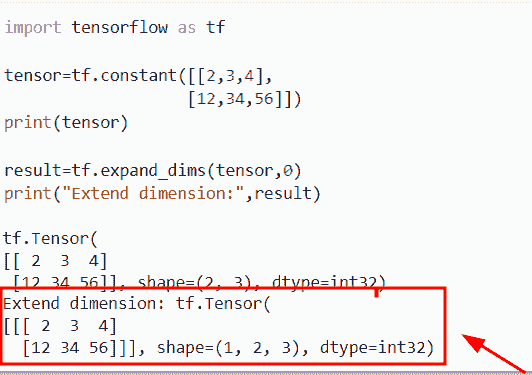 import tensorflow as tf
tensor=tf.constant([[2,3,4],
[12,34,56]])
print(tensor)
result=tf.expand_dims(tensor,0)
print("Extend dimension:",result)
tf.Tensor(
[[ 2  3  4]
[12 34 56]], shape=(2, 3), dtype=int32)
Extend dimension: tf.Tensor(
[[[ 2  3  4]
[12 34 56]]], shape=(1, 2, 3), dtype=int32)